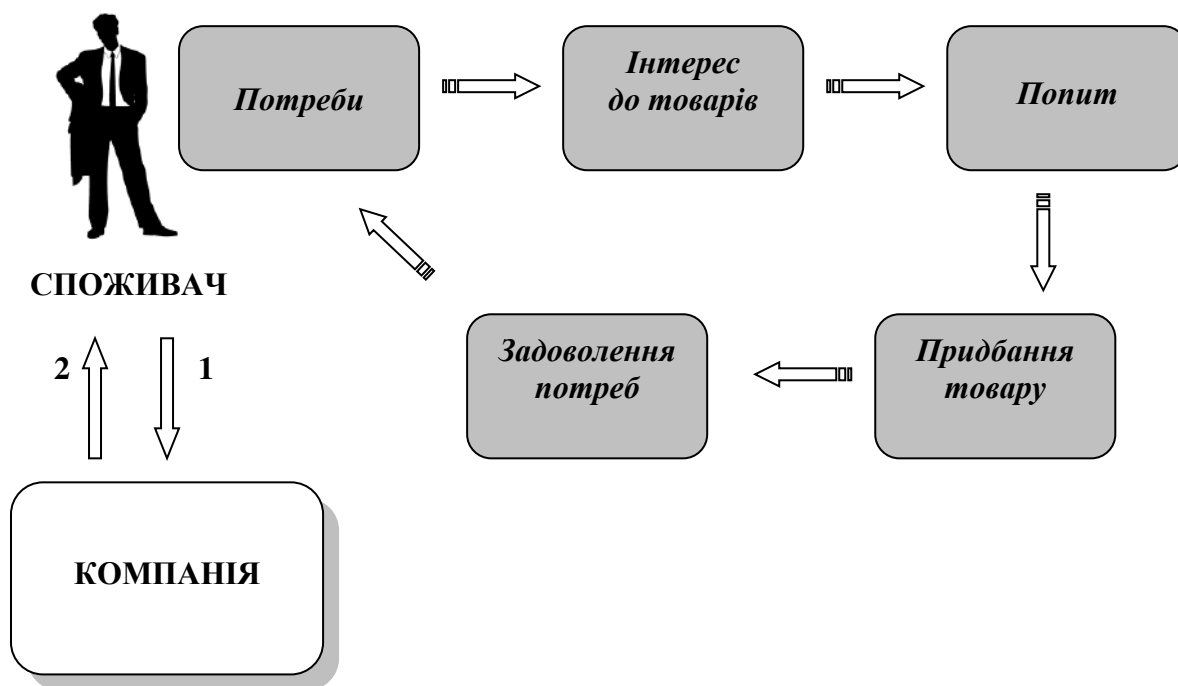 Потреби
Інтерес
до товарів
Попит
СПОЖИВАЧ
Задоволення
потреб
Придбання
товару
2
1
КОМПАНІЯ